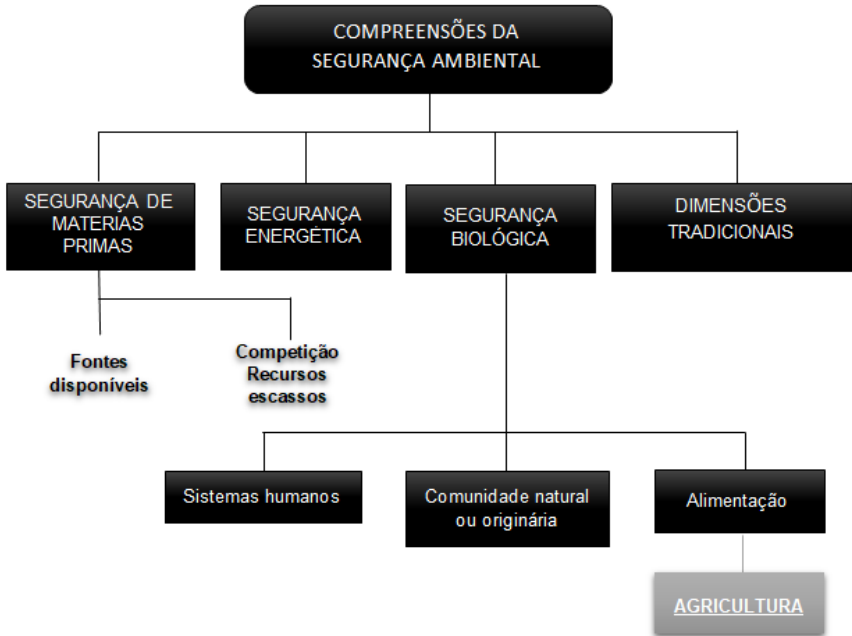 COMPREENSÕES DA
SEGURANÇA AMBIENTAL
SEGURANÇA DE
MATERIAS
PRIMAS
SEGURANÇA
ENERGÉTICA
SEGURANÇA
BIOLÓGICA
DIMENSÕES
TRADICIONAIS
Fontes
disponíveis
Competição
Recursos
escassos
Sistemas humanos
Comunidade natural
ou originária
Alimentação
AGRICULTURA